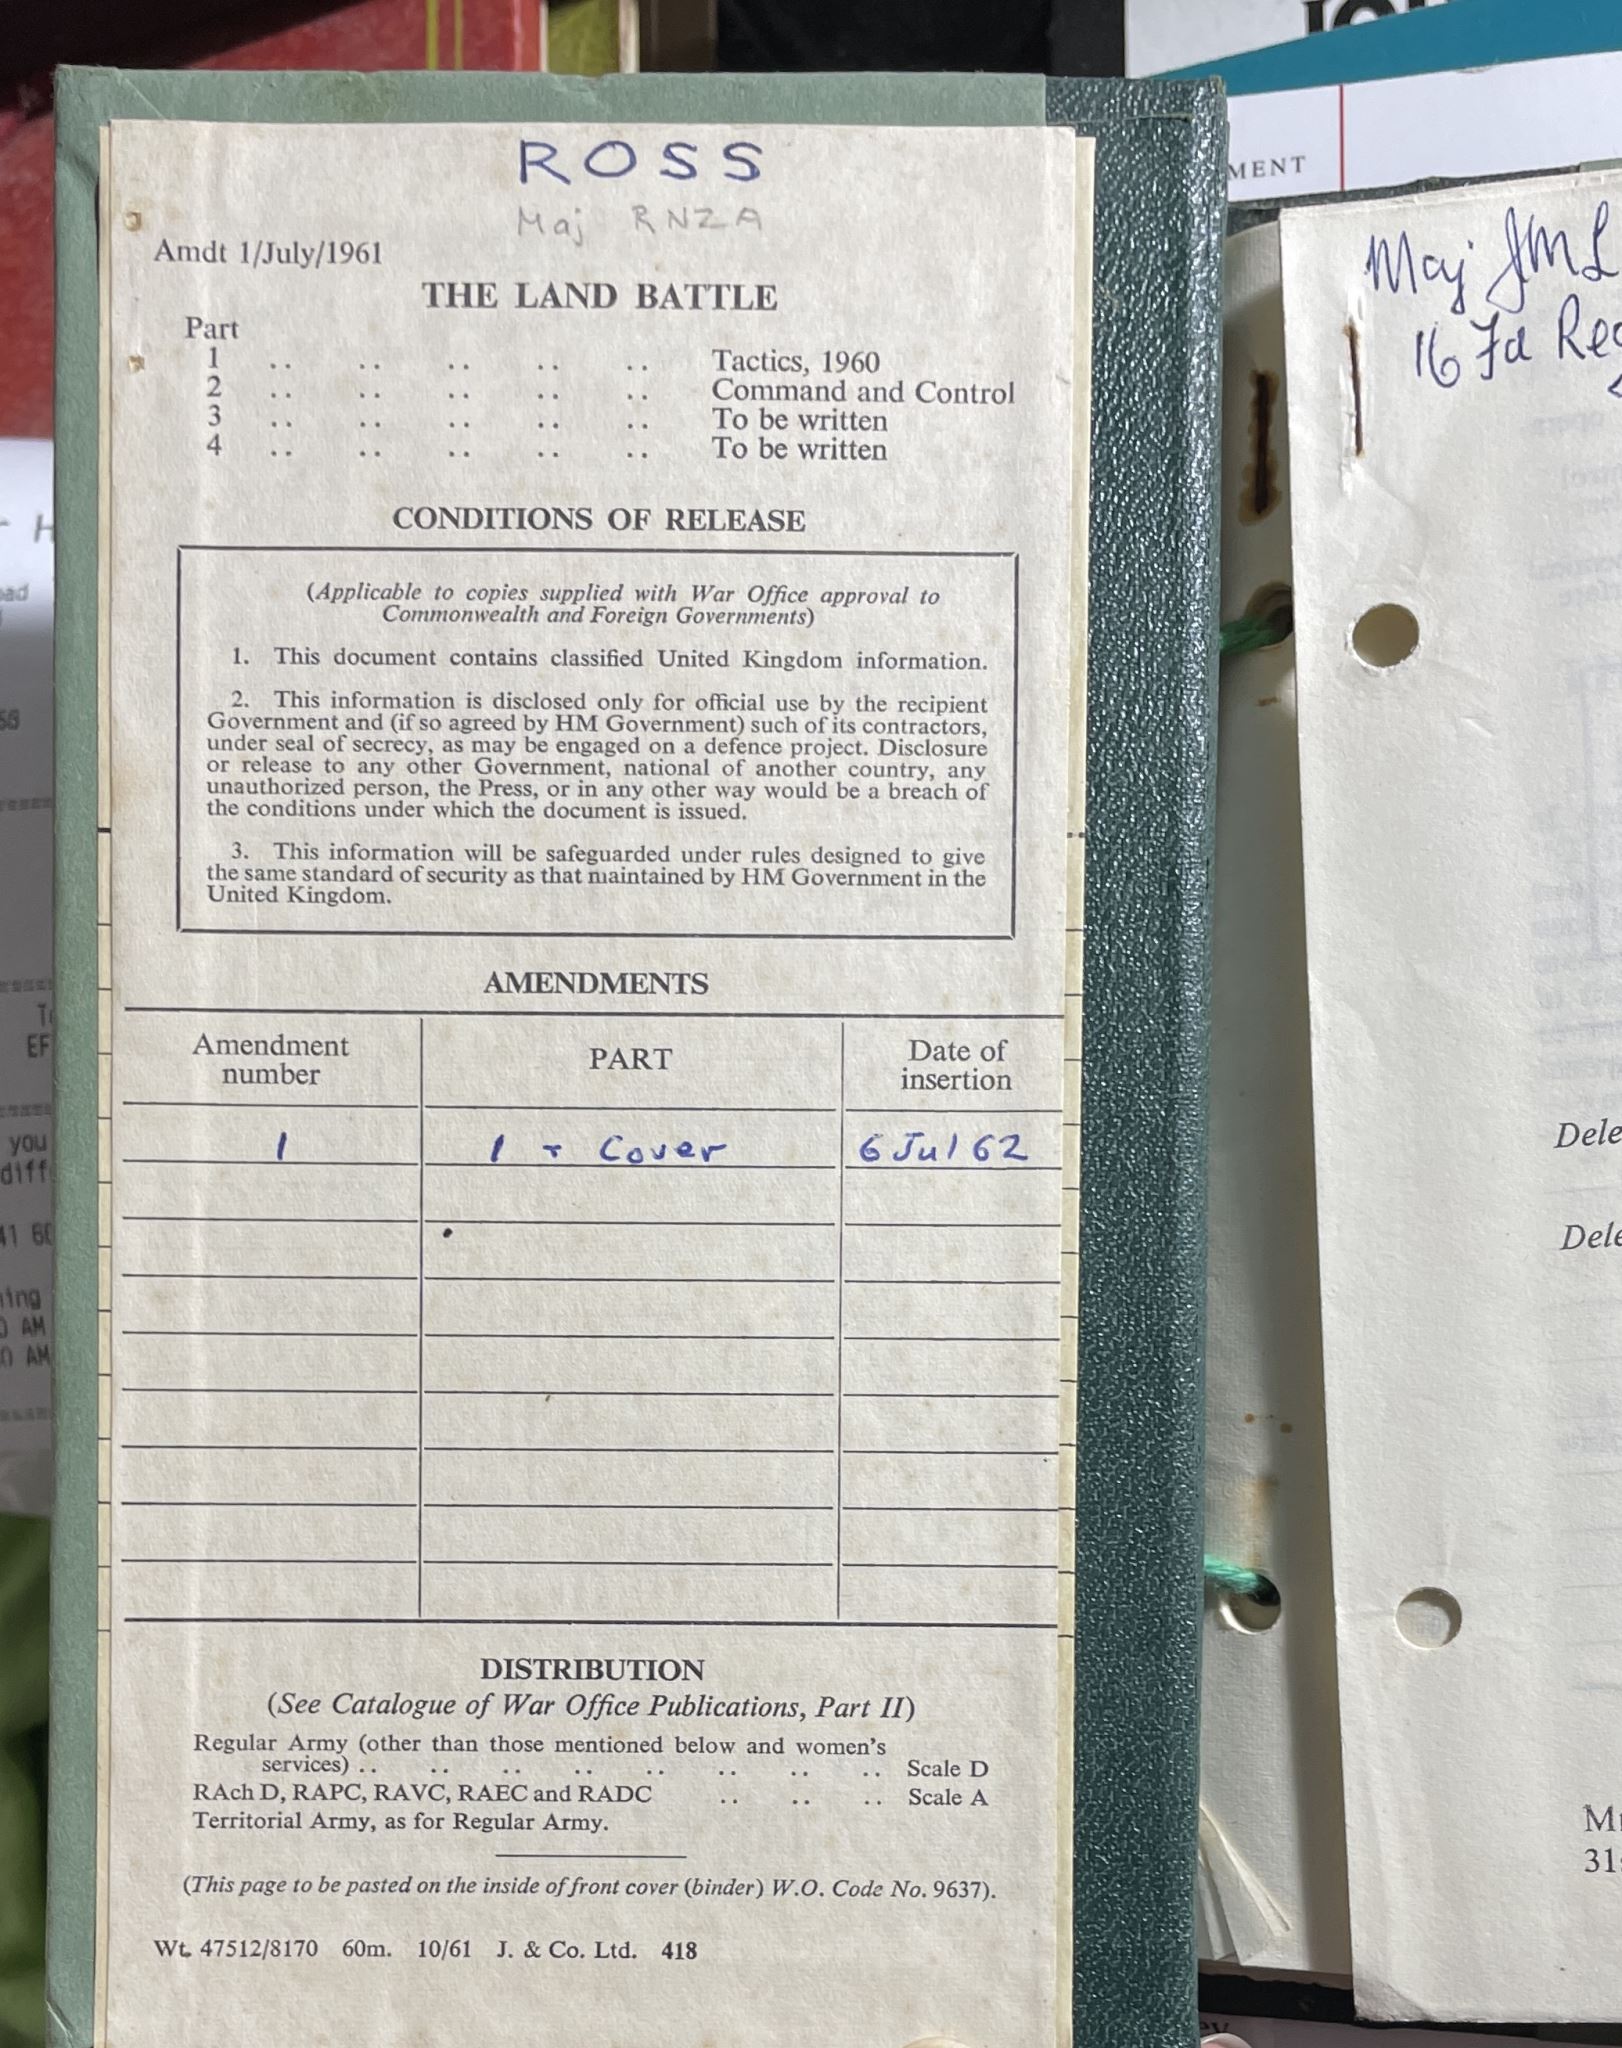 ROSS
Maj RNZA
Amdt 1/July/1961
THE LAND BATTLE
Part
1 .. .. .. .. .. Tactics, 1960
2 .. .. .. .. .. Command and Control
3 .. .. .. .. .. To be written
4 .. .. .. .. .. To be written
CONDITIONS OF RELEASE
(Applicable to copies supplied with War Office approval to
Commonwealth and Foreign Governments)
1. This document contains classified United Kingdom information.
2. This information is disclosed only for official use by the recipient
Government and (if so agreed by HM Government) such of its contractors,
under seal of secrecy, as may be engaged on a defence project. Disclosure
or release to any other Government, national of another country, any
unauthorized person, the Press, or in any other way would be a breach of
the conditions under which the document is issued.
3. This information will be safeguarded under rules designed to give
the same standard of security as that maintained by HM Government in the
United Kingdom.
AMENDMENTS
Amendment number PART Date of insertion
1 1 + Cover 6 Jul 62
DISTRIBUTION
(See Catalogue of War Office Publications, Part II)
Regular Army (other than those mentioned below and women's
services) .. .. .. .. .. .. .. .. Scale D
RAch D, RAPC, RAVC, RAEC and RADC .. .. .. Scale A
Territorial Army, as for Regular Army.
(This page to be pasted on the inside of front cover (binder) W.O. Code No. 9637).
Wt. 47512/8170 60m. 10/61 J. & Co. Ltd. 418
MENT
Maj JML
16 Fd Reg
Dele
Dele
31
you
diff
41 60
ing
AM
AM
EF